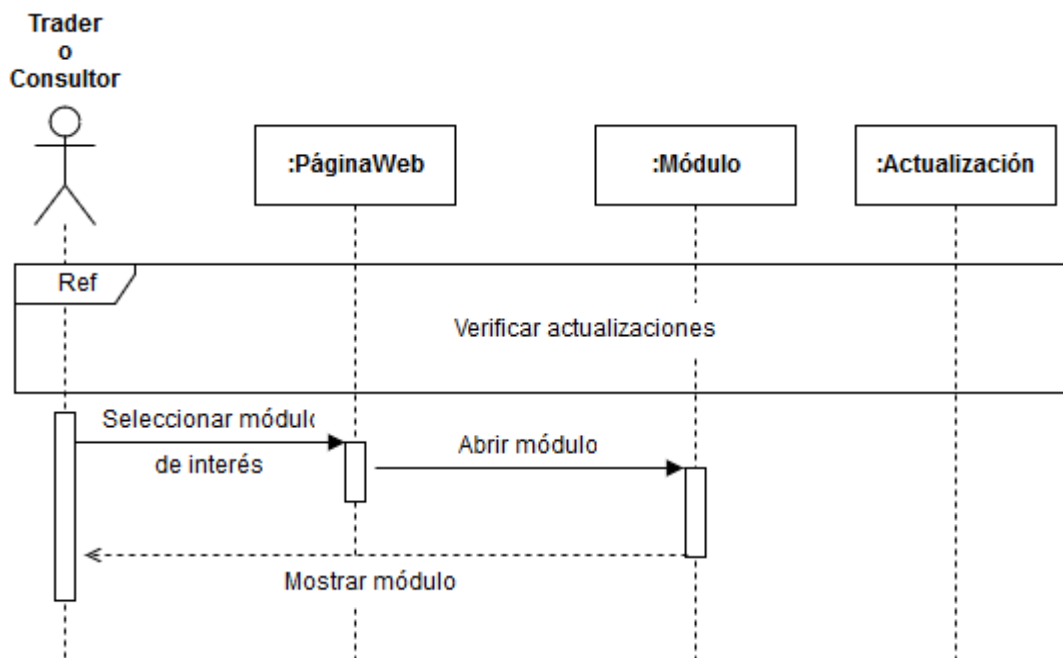 Trader
o
Consultor
:PáginaWeb
:Módulo
:Actualización
Ref
Verificar actualizaciones
Seleccionar módulo
de interés
Abrir módulo
Mostrar módulo